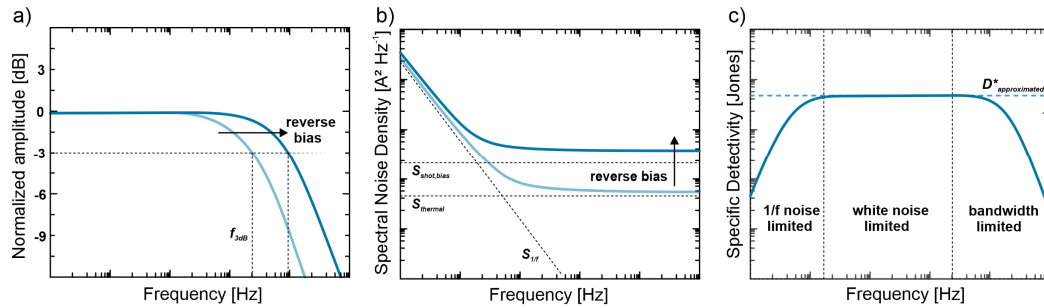 a)
Normalized amplitude [dB]
3
0
-3
-6
-9
reverse
bias
f3dB
Frequency [Hz]
b)
Spectral Noise Density [A² Hz⁻¹]
Sshot,bias
Sthermal
reverse bias
S1/f
Frequency [Hz]
c)
Specific Detectivity [Jones]
D*approximated
1/f noise
limited
white noise
limited
bandwidth
limited
Frequency [Hz]